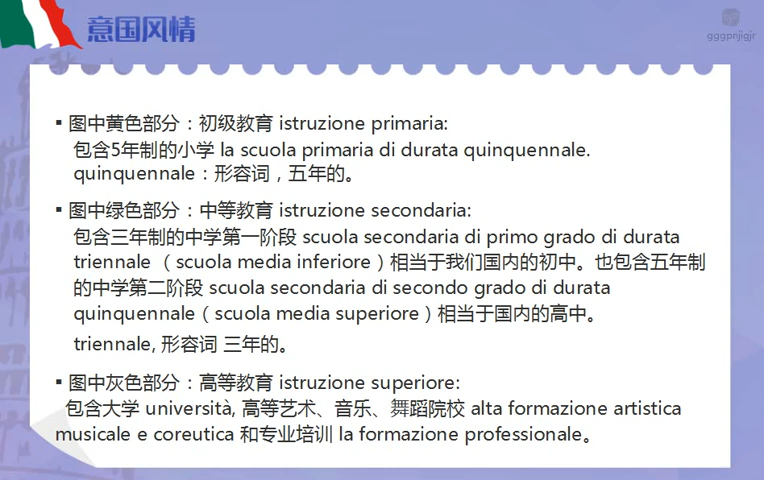 意国风情
gggpnjigjr
▪ 图中黄色部分：初级教育 istruzione primaria:
包含5年制的小学 la scuola primaria di durata quinquennale.
quinquennale：形容词，五年的。
▪ 图中绿色部分：中等教育 istruzione secondaria:
包含三年制的中学第一阶段 scuola secondaria di primo grado di durata
triennale （ scuola media inferiore ）相当于我们国内的初中。也包含五年制
的中学第二阶段 scuola secondaria di secondo grado di durata
quinquennale（ scuola media superiore ）相当于国内的高中。
triennale, 形容词 三年的。
▪ 图中灰色部分：高等教育 istruzione superiore:
包含大学 università, 高等艺术、音乐、舞蹈院校 alta formazione artistica
musicale e coreutica 和专业培训 la formazione professionale。